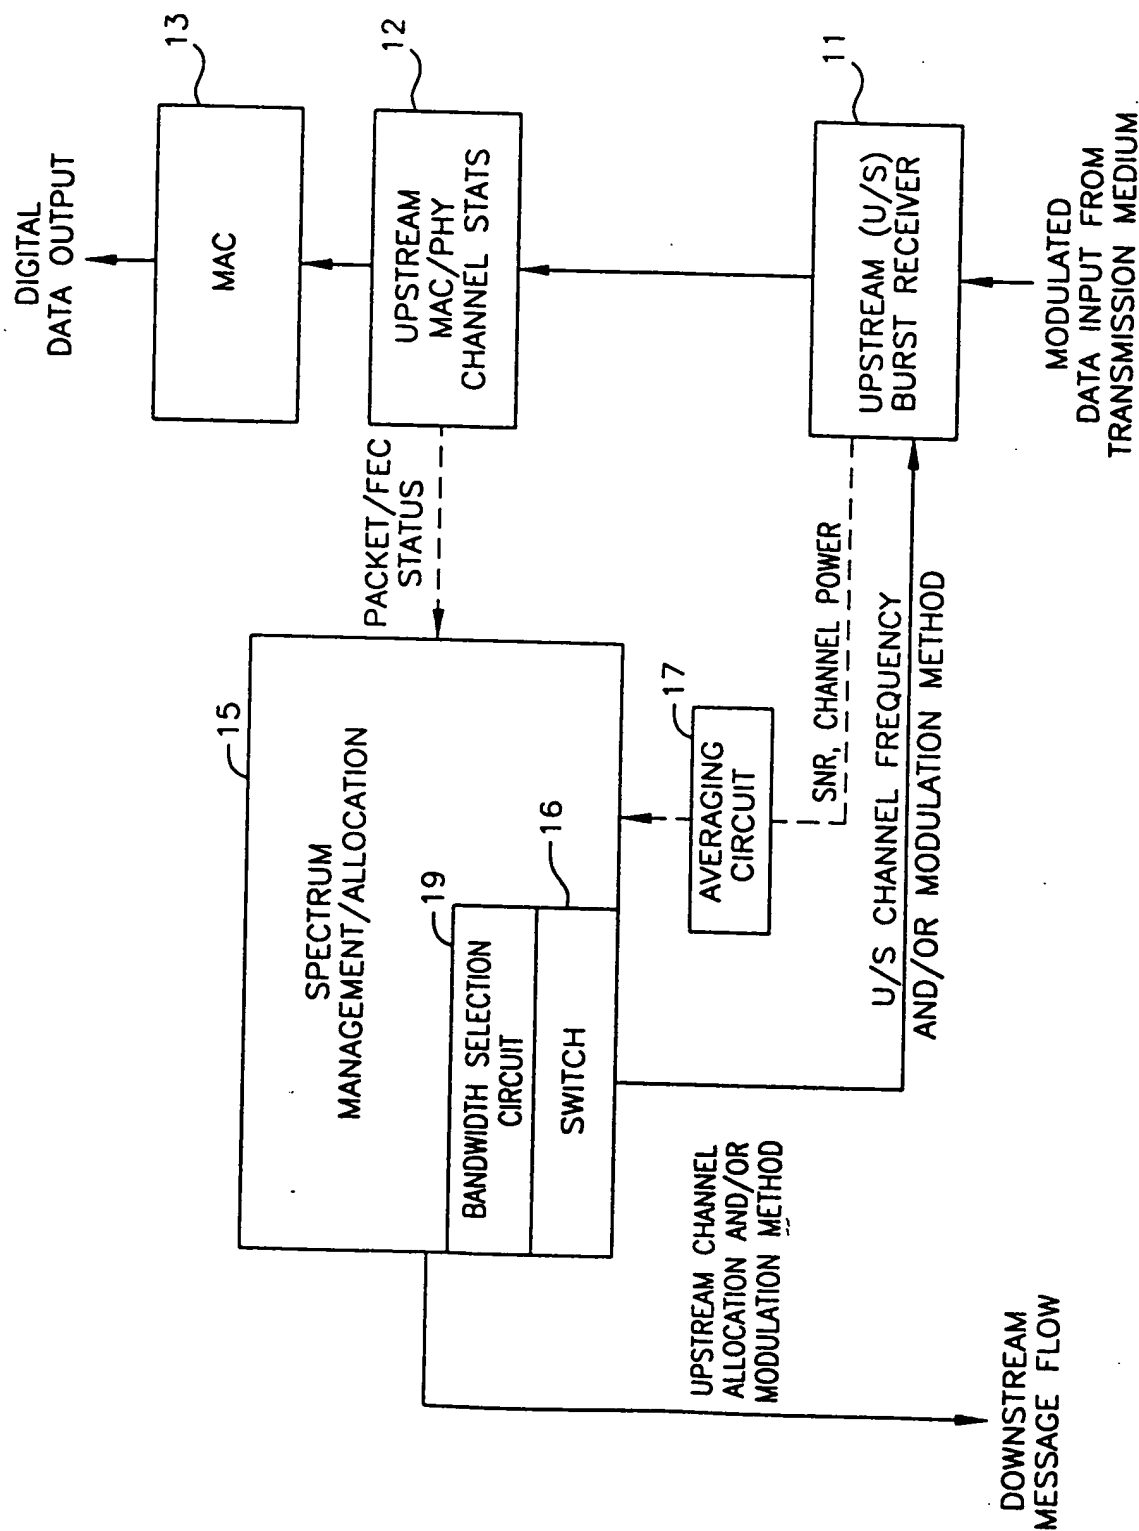 DIGITAL
DATA OUTPUT
13
MAC
12
UPSTREAM
MAC/PHY
CHANNEL STATS
11
UPSTREAM (U/S)
BURST RECEIVER
MODULATED
DATA INPUT FROM
TRANSMISSION MEDIUM
PACKET/FEC
STATUS
15
SPECTRUM
MANAGEMENT/ALLOCATION
19
BANDWIDTH SELECTION
CIRCUIT
16
SWITCH
17
AVERAGING
CIRCUIT
SNR, CHANNEL POWER
U/S CHANNEL FREQUENCY
AND/OR MODULATION METHOD
UPSTREAM CHANNEL
ALLOCATION AND/OR
MODULATION METHOD
DOWNSTREAM
MESSAGE FLOW